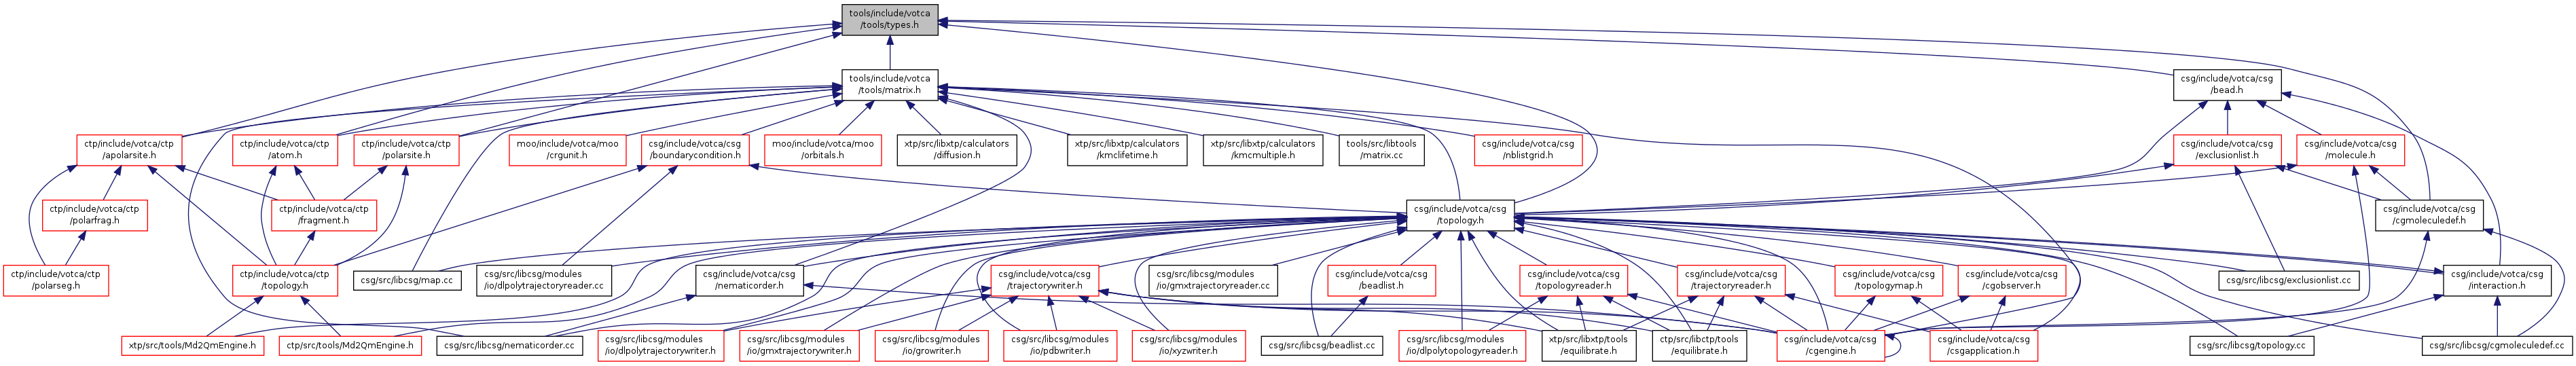 tools/include/votca
/tools/types.h
tools/include/votca
/tools/matrix.h
csg/include/votca/csg
/bead.h
ctp/include/votca/ctp
/apolarsite.h
ctp/include/votca/ctp
/atom.h
ctp/include/votca/ctp
/polarsite.h
moo/include/votca/moo
/crgunit.h
csg/include/votca/csg
/boundarycondition.h
moo/include/votca/moo
/orbitals.h
xtp/src/libxtp/calculators
/diffusion.h
xtp/src/libxtp/calculators
/kmclifetime.h
xtp/src/libxtp/calculators
/kmcmultiple.h
tools/src/libtools
/matrix.cc
csg/include/votca/csg
/nblistgrid.h
csg/include/votca/csg
/exclusionlist.h
csg/include/votca/csg
/molecule.h
ctp/include/votca/ctp
/polarfrag.h
ctp/include/votca/ctp
/fragment.h
csg/include/votca/csg
/topology.h
csg/include/votca/csg
/cgmoleculedef.h
ctp/include/votca/ctp
/polarseg.h
ctp/include/votca/ctp
/topology.h
csg/src/libcsg/map.cc
csg/src/libcsg/modules
/io/dlpolytrajectoryreader.cc
csg/include/votca/csg
/nematicorder.h
csg/include/votca/csg
/trajectorywriter.h
csg/src/libcsg/modules
/io/gmxtrajectoryreader.cc
csg/include/votca/csg
/beadlist.h
csg/include/votca/csg
/topologyreader.h
csg/include/votca/csg
/trajectoryreader.h
csg/include/votca/csg
/topologymap.h
csg/include/votca/csg
/cgobserver.h
csg/src/libcsg/exclusionlist.cc
csg/include/votca/csg
/interaction.h
xtp/src/tools/Md2QmEngine.h
ctp/src/tools/Md2QmEngine.h
csg/src/libcsg/nematicorder.cc
csg/src/libcsg/modules
/io/dlpolytrajectorywriter.h
csg/src/libcsg/modules
/io/gmxtrajectorywriter.h
csg/src/libcsg/modules
/io/growriter.h
csg/src/libcsg/modules
/io/pdbwriter.h
csg/src/libcsg/modules
/io/xyzwriter.h
csg/src/libcsg/beadlist.cc
csg/src/libcsg/modules
/io/dlpolytopologyreader.h
xtp/src/libxtp/tools
/equilibrate.h
ctp/src/libctp/tools
/equilibrate.h
csg/include/votca/csg
/cgengine.h
csg/include/votca/csg
/csgapplication.h
csg/src/libcsg/topology.cc
csg/src/libcsg/cgmoleculedef.cc